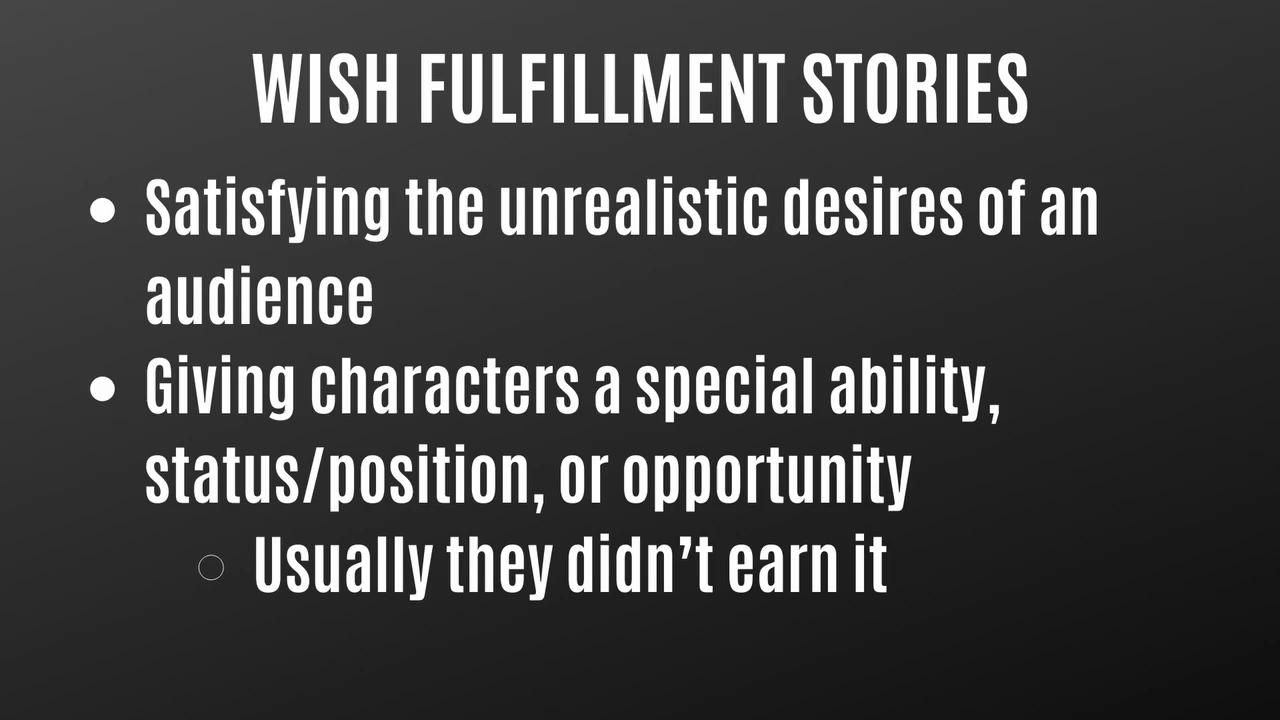 WISH FULFILLMENT STORIES
● Satisfying the unrealistic desires of an
audience
● Giving characters a special ability,
status/position, or opportunity
○ Usually they didn’t earn it